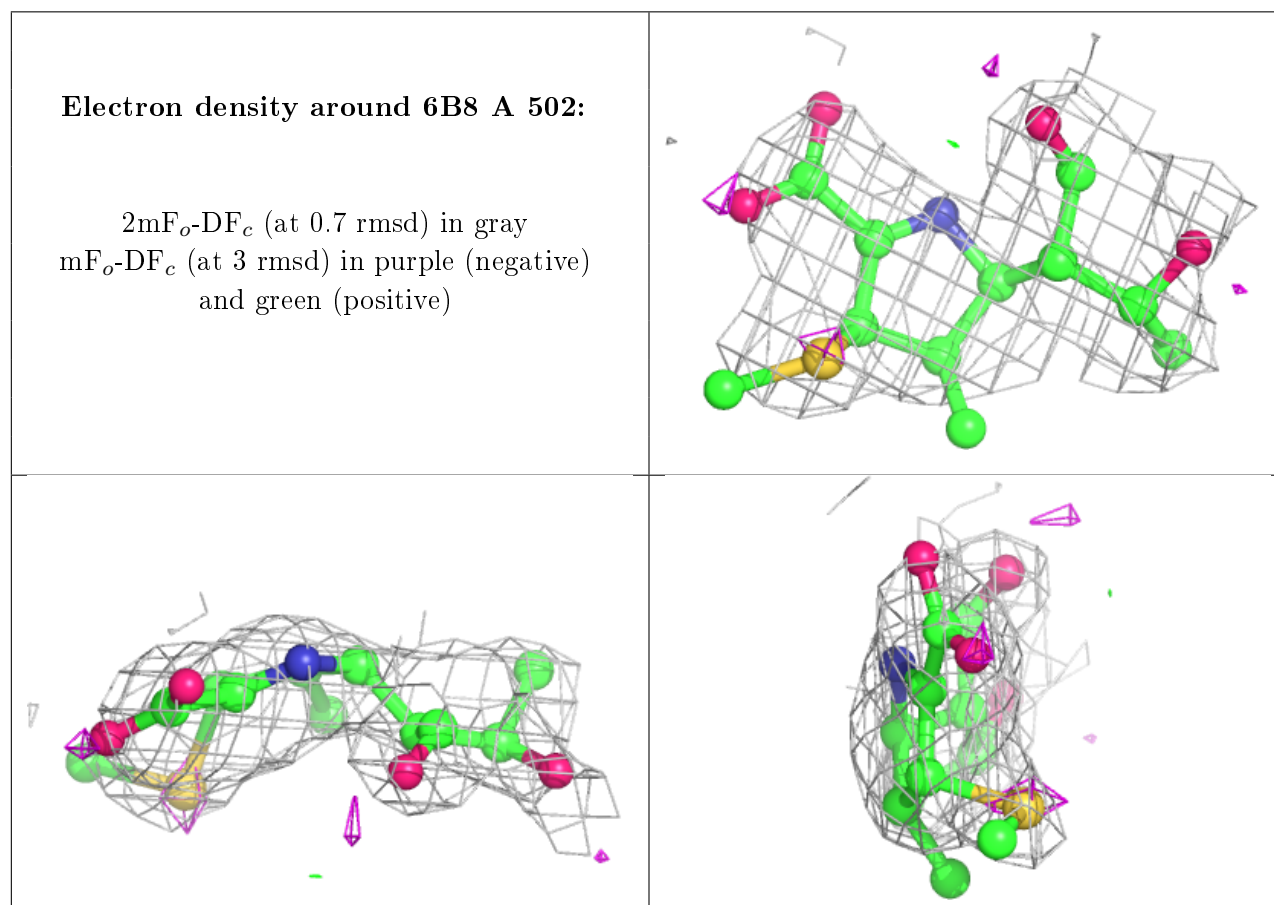 Electron density around 6B8 A 502:
2mFo-DFc (at 0.7 rmsd) in gray
mFo-DFc (at 3 rmsd) in purple (negative)
and green (positive)